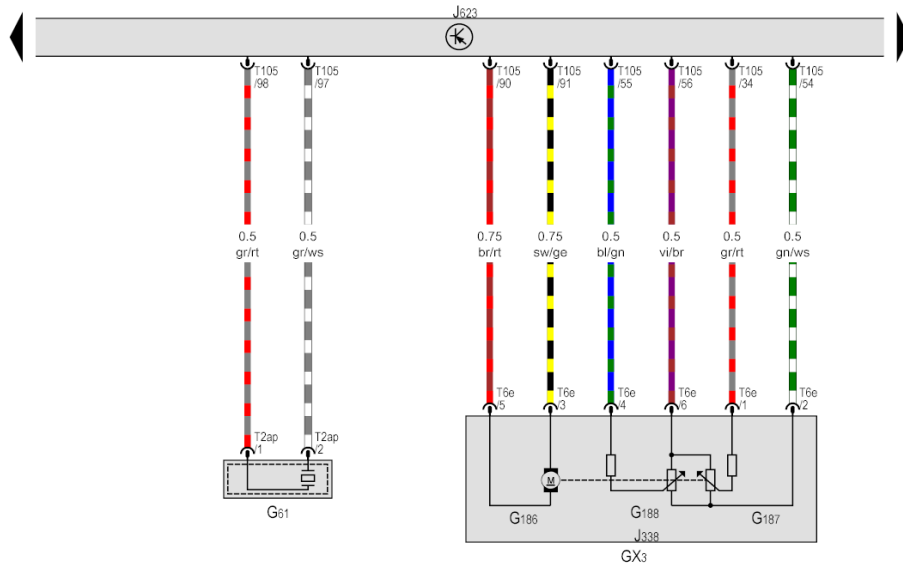 J623
T105 T105 T105 T105 T105 T105 T105 T105
/98 /97 /90 /91 /55 /56 /34 /54
0.5 0.5 0.75 0.75 0.5 0.5 0.5 0.5
gr/rt gr/ws br/rt sw/ge bl/gn vi/br gr/rt gn/ws
T6e T6e T6e T6e T6e T6e
/5 /3 /4 /6 /1 /2
T2ap T2ap
/1 /2
M
G61 G186 G188 G187
J338
GX3